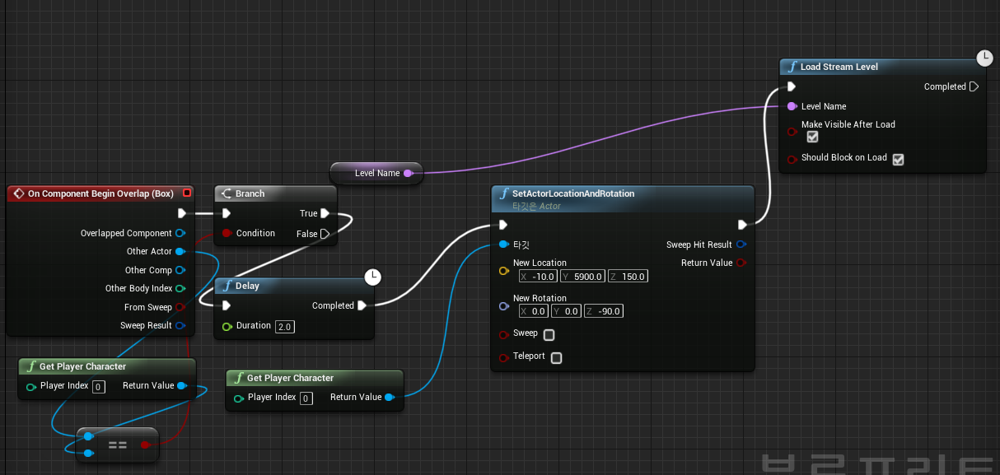 Load Stream Level
Completed
Level Name
Make Visible After Load
Should Block on Load
Level Name
On Component Begin Overlap (Box)
Overlapped Component
Other Actor
Other Comp
Other Body Index
From Sweep
Sweep Result
Branch
True
Condition
False
Delay
Completed
Duration 2.0
SetActorLocationAndRotation
타깃은 Actor
타깃
Sweep Hit Result
Return Value
New Location
X -10.0 Y 5900.0 Z 150.0
New Rotation
X 0.0 Y 0.0 Z -90.0
Sweep
Teleport
Get Player Character
Player Index 0 Return Value
Get Player Character
Player Index 0 Return Value
==